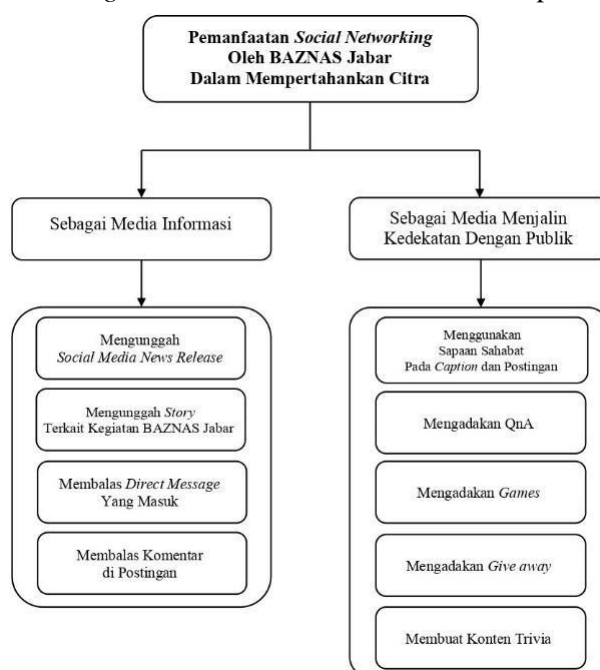 Pemanfaatan Social Networking
Oleh BAZNAS Jabar
Dalam Mempertahankan Citra
Sebagai Media Informasi
Sebagai Media Menjalin
Kedekatan Dengan Publik
Mengunggah
Social Media News Release
Mengunggah Story
Terkait Kegiatan BAZNAS Jabar
Membalas Direct Message
Yang Masuk
Membalas Komentar
di Postingan
Menggunakan
Sapaan Sahabat
Pada Caption dan Postingan
Mengadakan QnA
Mengadakan Games
Mengadakan Give away
Membuat Konten Trivia